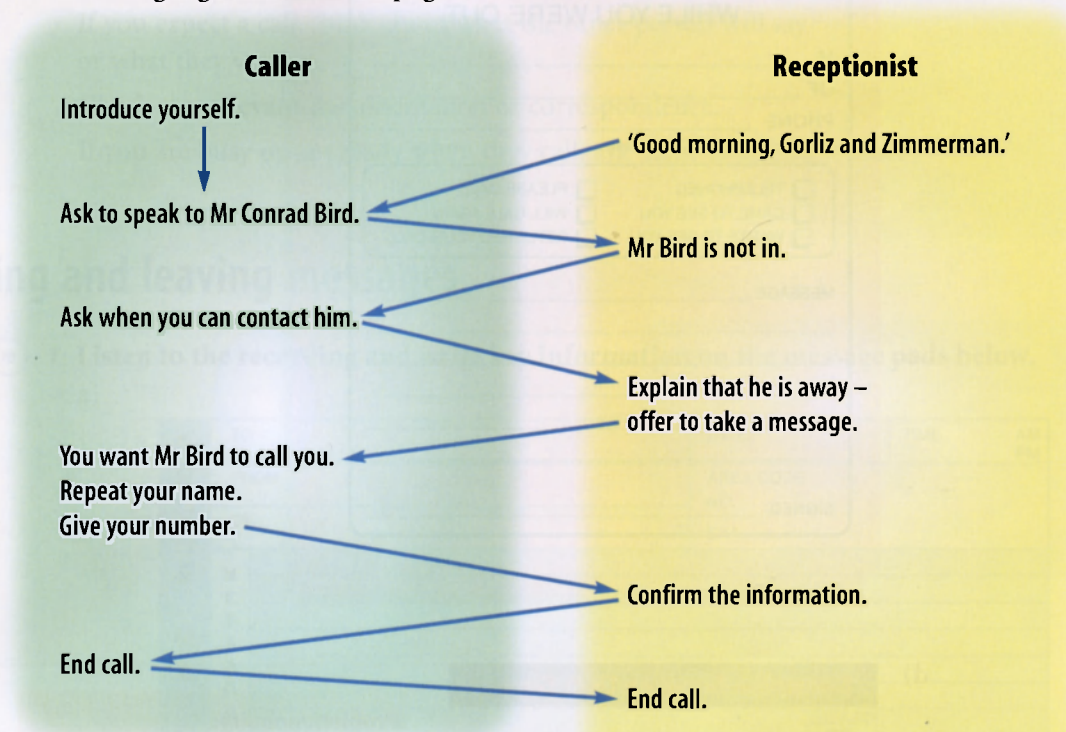 Caller
Receptionist
Introduce yourself.
'Good morning, Gorliz and Zimmerman.'
Ask to speak to Mr Conrad Bird.
Mr Bird is not in.
Ask when you can contact him.
Explain that he is away –
offer to take a message.
You want Mr Bird to call you.
Repeat your name.
Give your number.
Confirm the information.
End call.
End call.